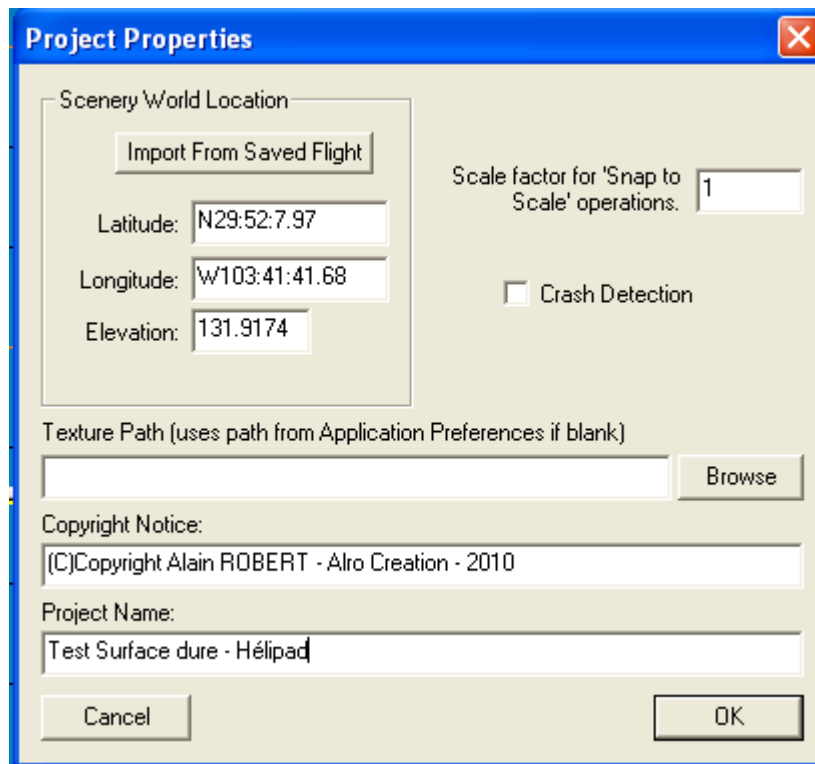 Project Properties
Scenery World Location
Import From Saved Flight
Latitude: N29:52:7.97
Longitude: W103:41:41.68
Elevation: 131.9174
Scale factor for 'Snap to
Scale' operations.
1
Crash Detection
Texture Path (uses path from Application Preferences if blank)
Browse
Copyright Notice:
(C)Copyright Alain ROBERT - Alro Creation - 2010
Project Name:
Test Surface dure - Hélipad
Cancel
OK